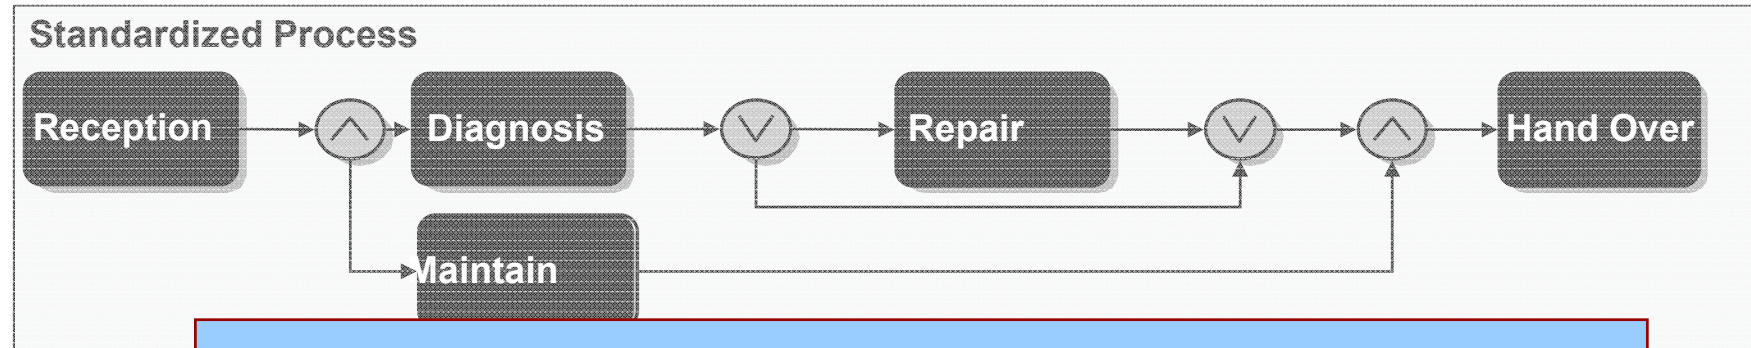 Standardized Process
Reception
Diagnosis
Repair
Hand Over
Maintain